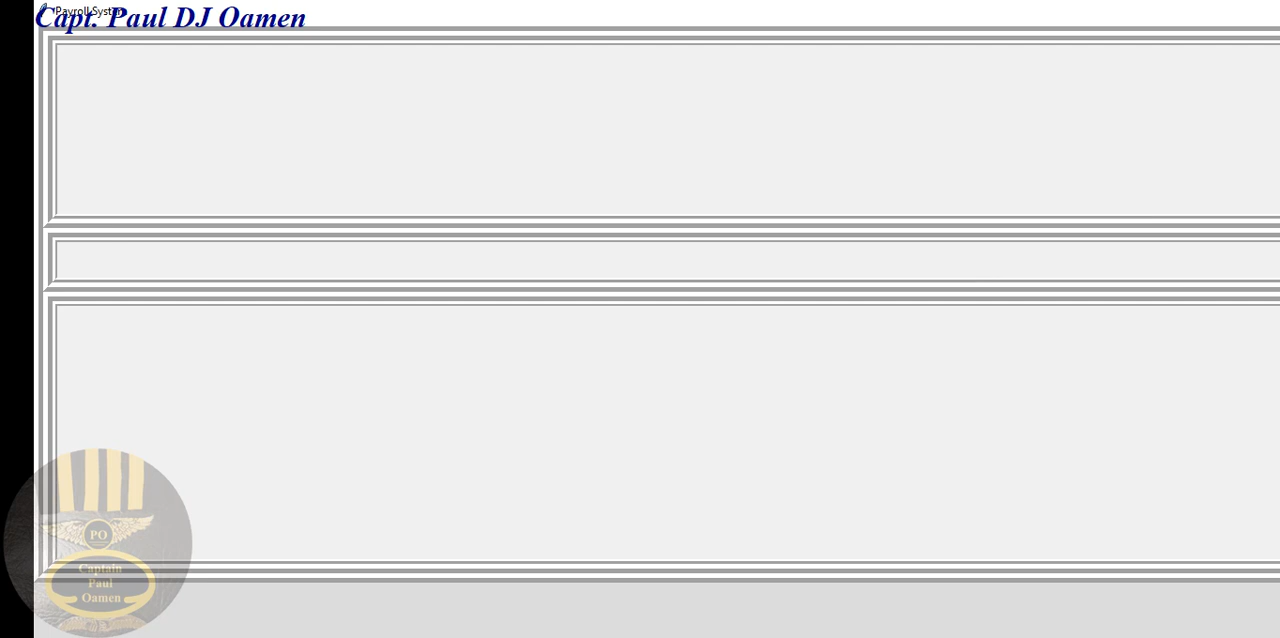 Payroll System
Capt. Paul DJ Oamen
PO
Captain
Paul
Oamen